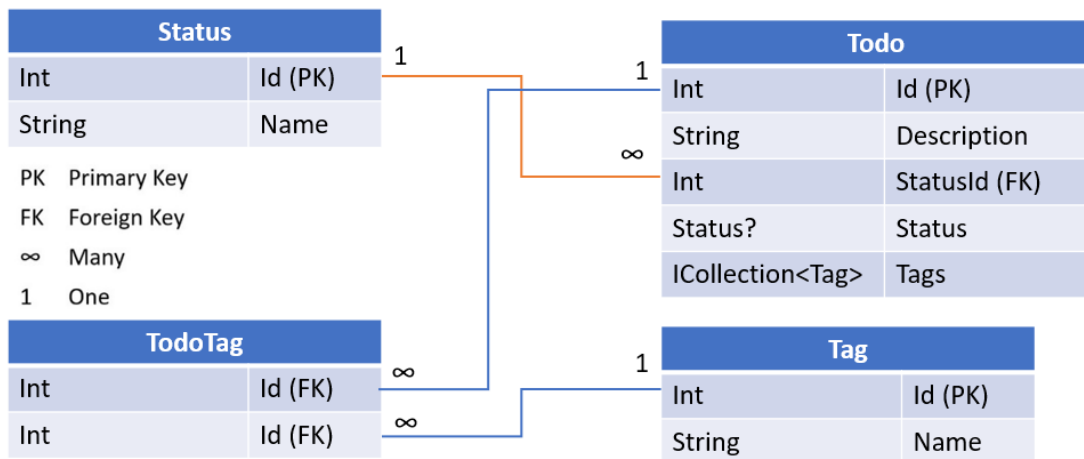 Status
Int Id (PK)
String Name
PK Primary Key
FK Foreign Key
∞ Many
1 One
TodoTag
Int Id (FK)
Int Id (FK)
1
1
∞
∞
∞
1
Todo
Int Id (PK)
String Description
Int StatusId (FK)
Status? Status
ICollection<Tag> Tags
Tag
Int Id (PK)
String Name